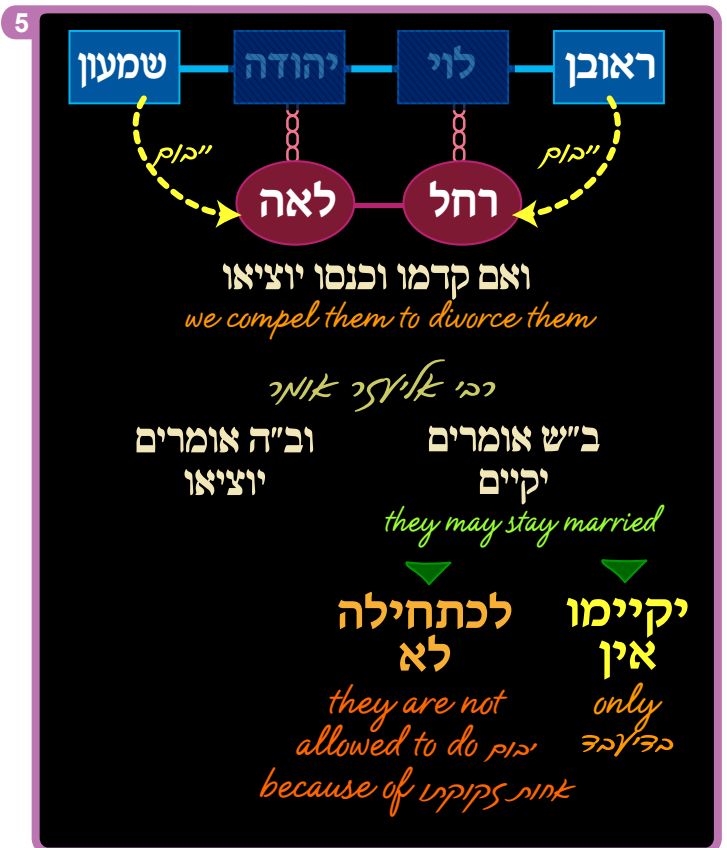 5
ראובן לוי יהודה שמעון
ייבום ייבום
רחל לאה
ואם קדמו וכנסו יוציאו
we compel them to divorce them
רבי אליעזר אומר
ב"ש אומרים וב"ה אומרים
יקיים יוציאו
they may stay married
יקיימו לכתחילה
אין לא
only they are not
בדיעבד allowed to do יבום
because of אחות זקוקתו